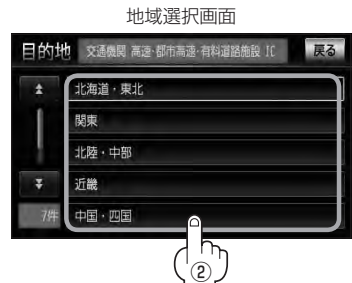 地域選択画面
目的地 交通機関 高速・都市高速・有料道路施設 IC 戻る
北海道・東北
関東
北陸・中部
近畿
7件 中国・四国
②